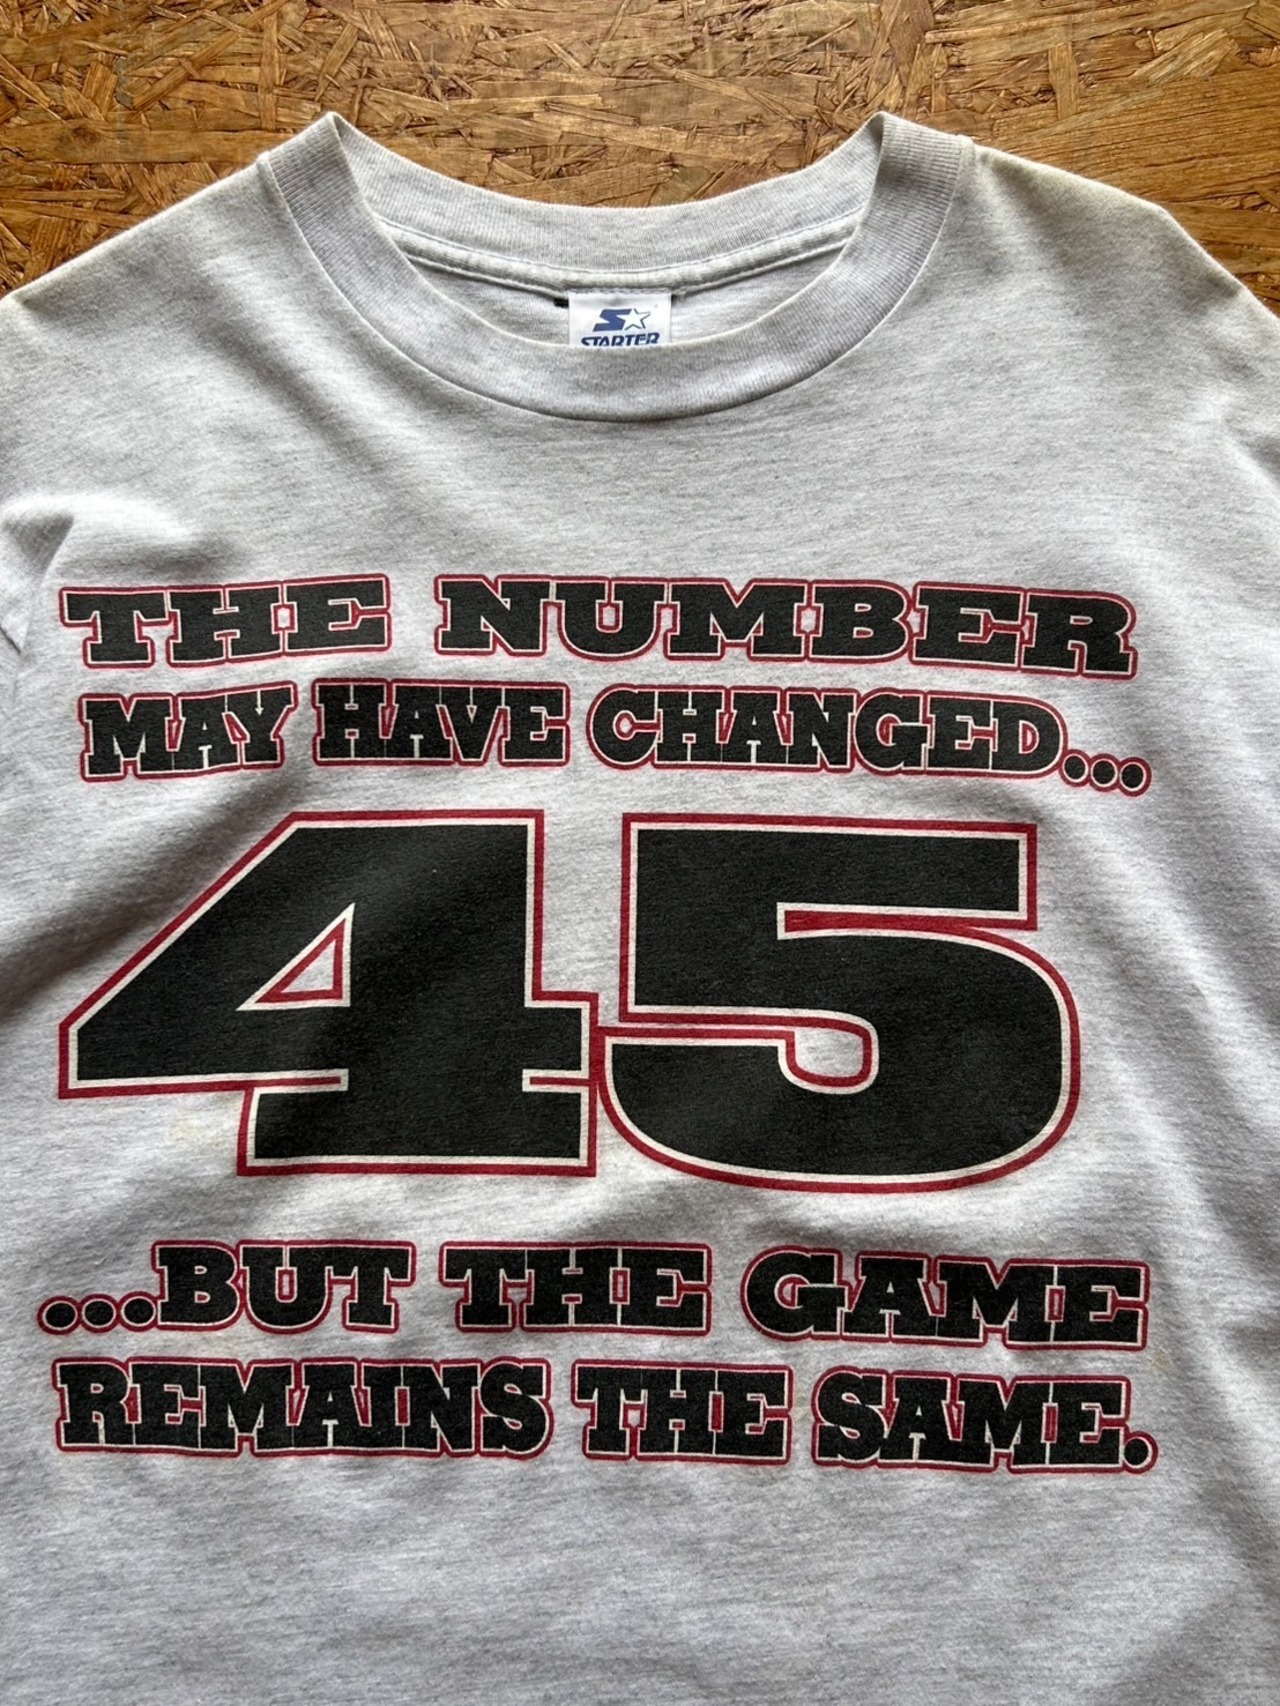 STARTER
THE NUMBER
MAY HAVE CHANGED...
45
...BUT THE GAME
REMAINS THE SAME.